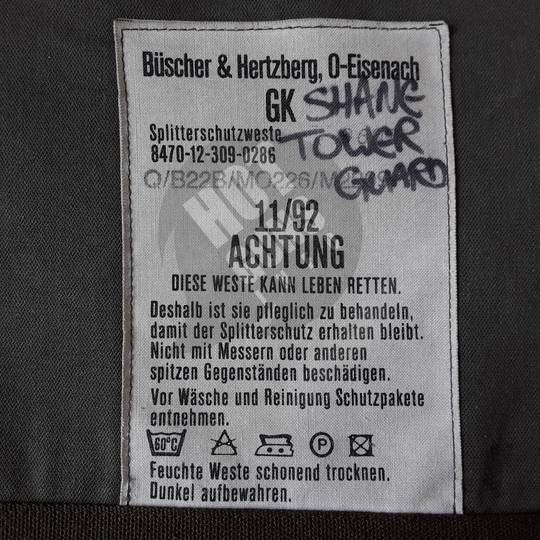 Büscher & Hertzberg, O-Eisenach
GK SHANE
Splitterschutzweste TOWER
8470-12-309-0286 GUARD
Q/B22B/MO226/M
11/92
ACHTUNG
DIESE WESTE KANN LEBEN RETTEN.
Deshalb ist sie pfleglich zu behandeln,
damit der Splitterschutz erhalten bleibt.
Nicht mit Messern oder anderen
spitzen Gegenständen beschädigen.
Vor Wäsche und Reinigung Schutzpakete
entnehmen.
60°C P
Feuchte Weste schonend trocknen.
Dunkel aufbewahren.